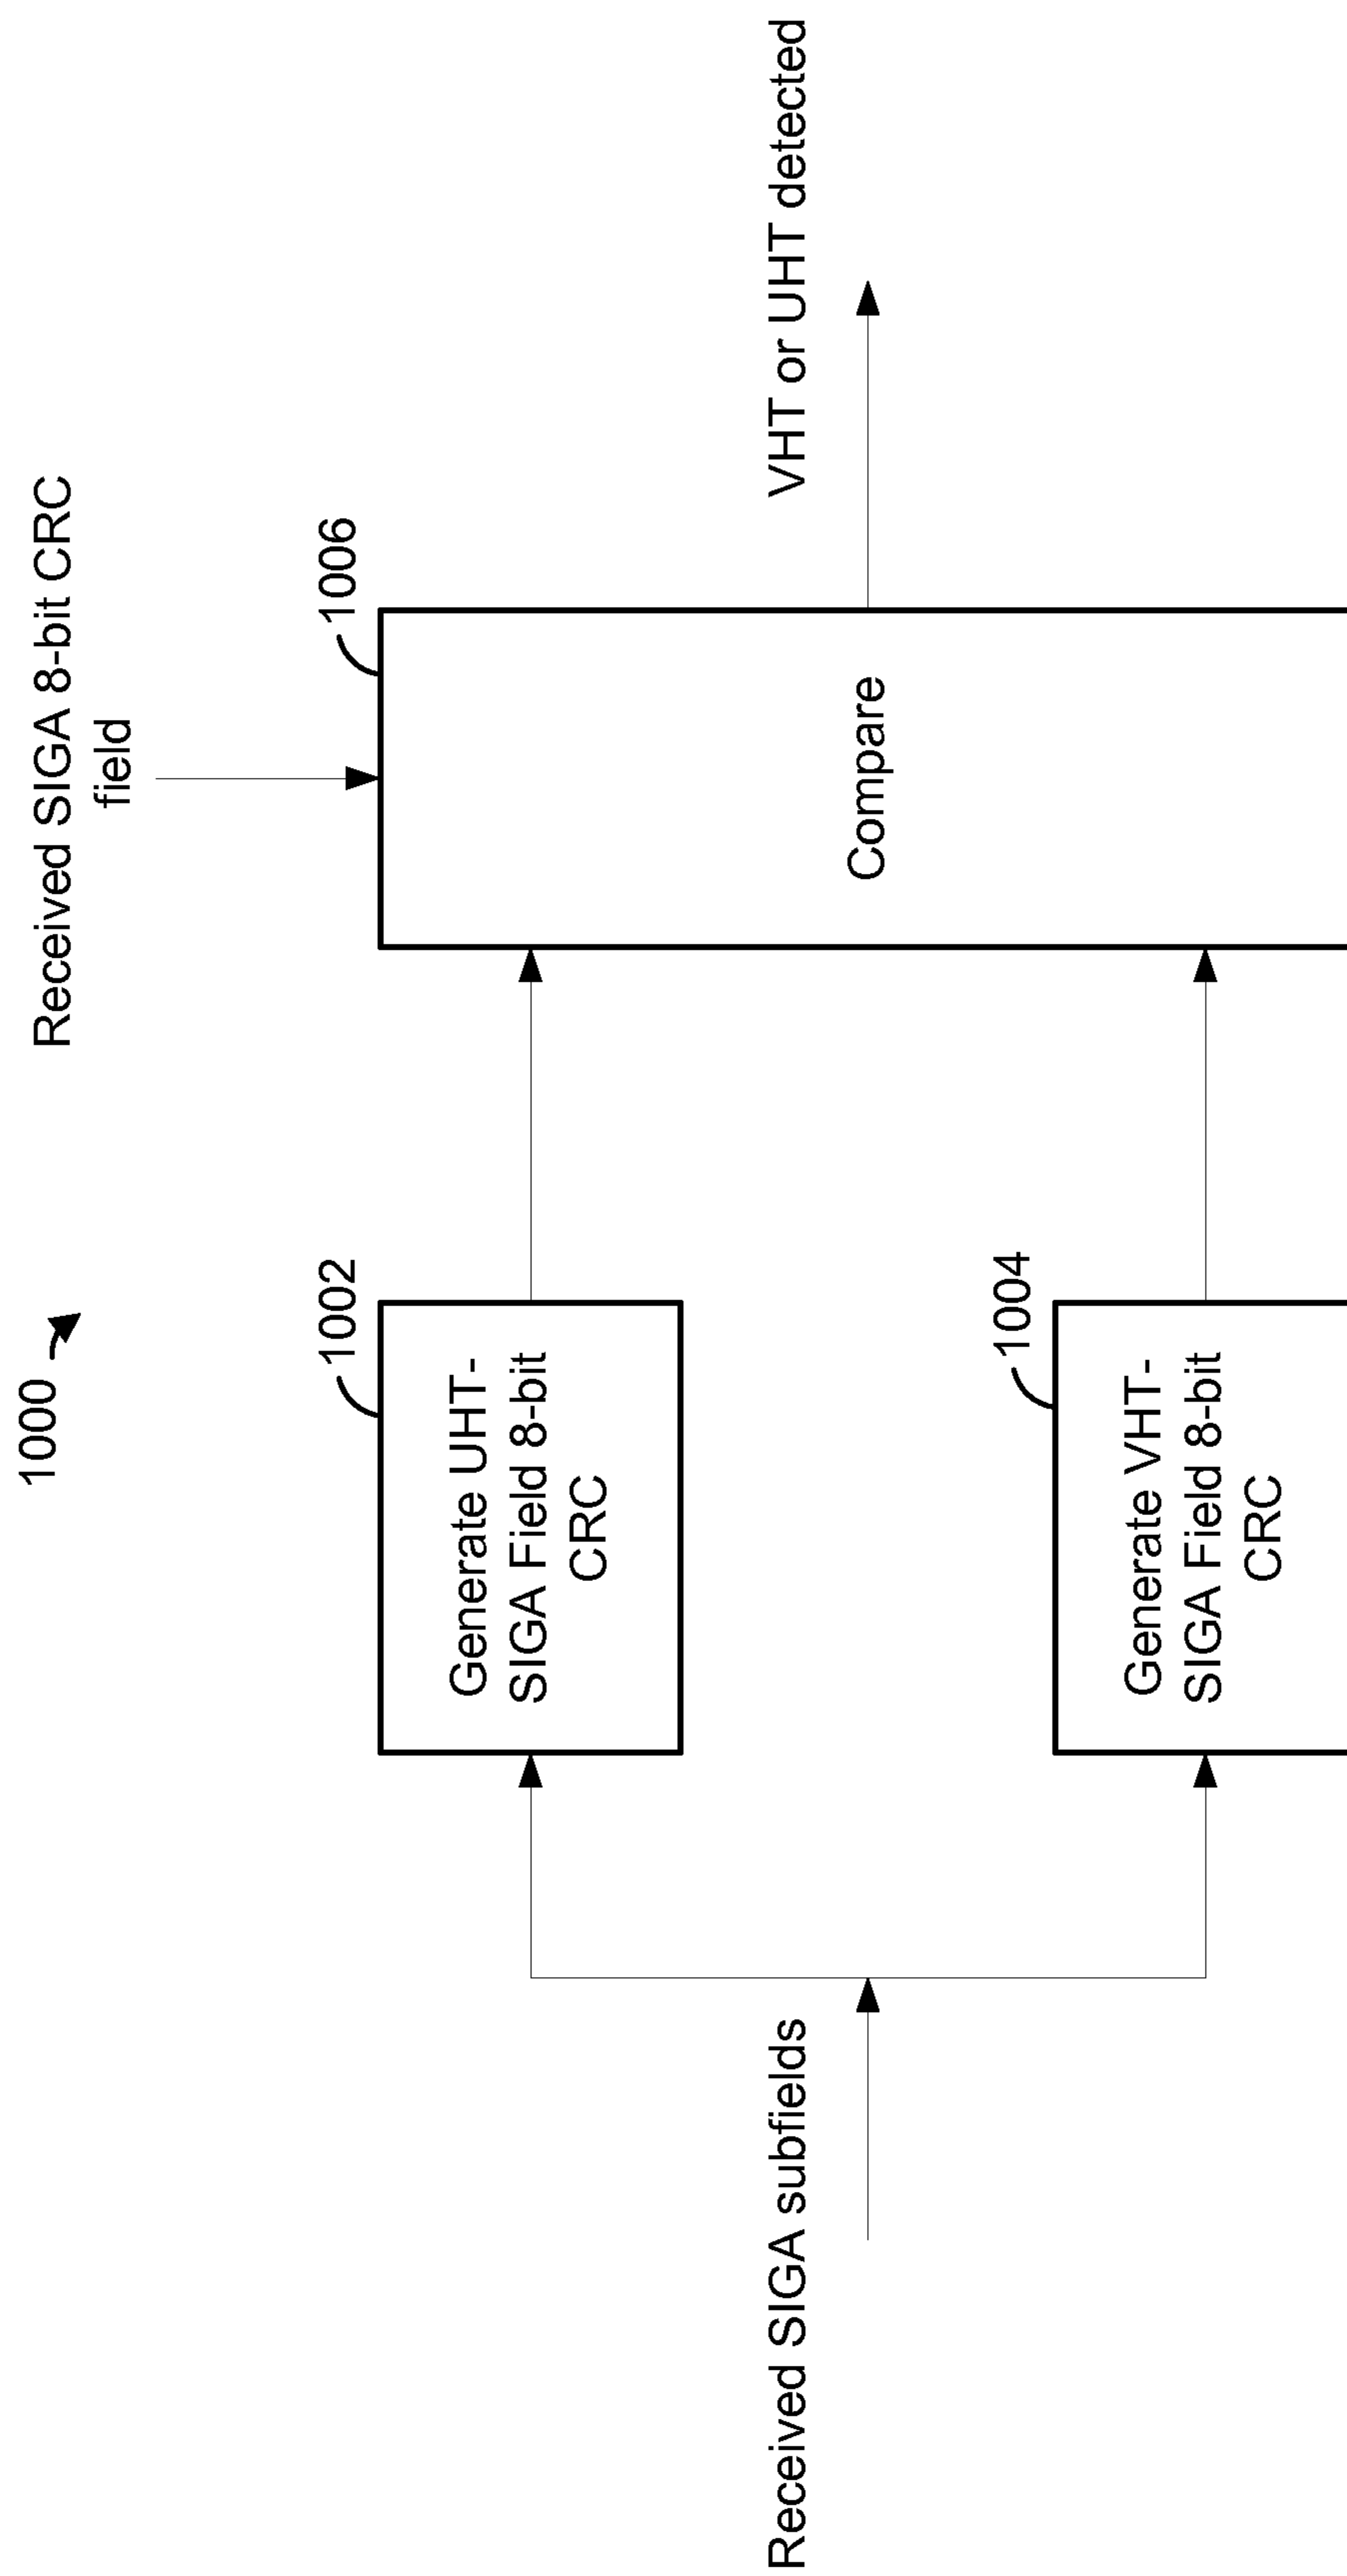 1000
Received SIGA 8-bit CRC
field
1002
1006
Generate UHT-
SIGA Field 8-bit
CRC
Received SIGA subfields
Compare
VHT or UHT detected
1004
Generate VHT-
SIGA Field 8-bit
CRC